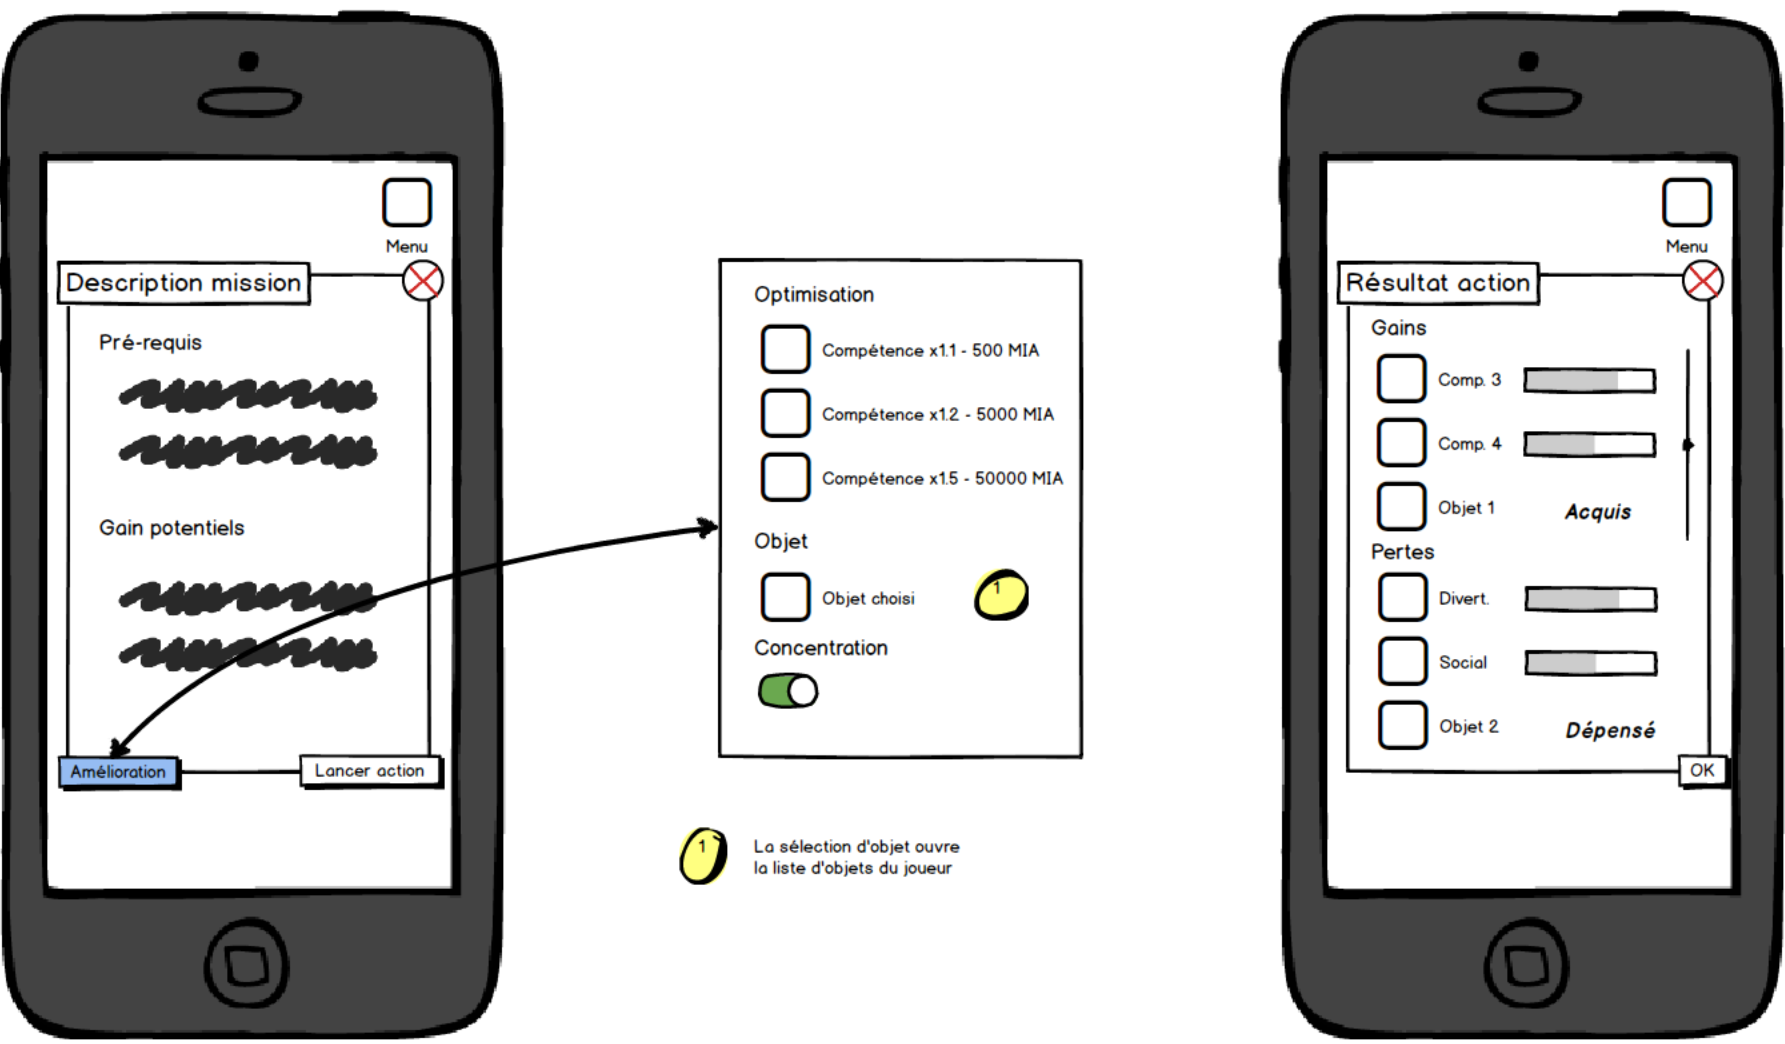 Menu
Description mission
Pré-requis
Gain potentiels
Amélioration
Lancer action
Optimisation
Compétence x1.1 - 500 MIA
Compétence x1.2 - 5000 MIA
Compétence x1.5 - 50000 MIA
Objet
Objet choisi
1
Concentration
1
La sélection d'objet ouvre
la liste d'objets du joueur
Menu
Résultat action
Gains
Comp. 3
Comp. 4
Objet 1 Acquis
Pertes
Divert.
Social
Objet 2 Dépensé
OK